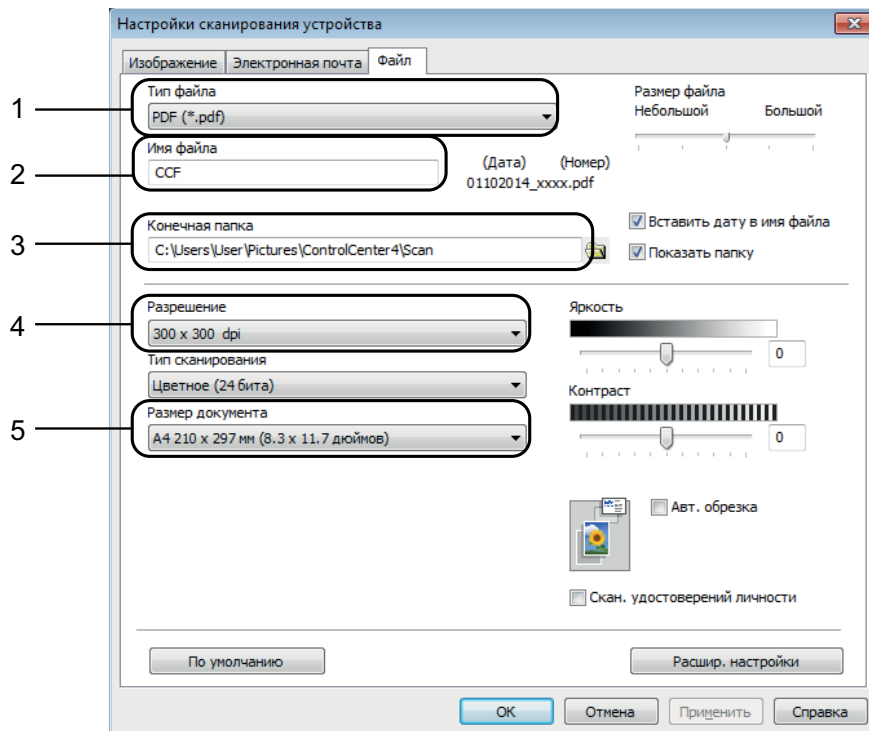 Настройки сканирования устройства
Изображение Электронная почта Файл
1
Тип файла
PDF (*.pdf)
Размер файла
Небольшой Большой
2
Имя файла
CCF
(Дата) (Номер)
01102014_xxxx.pdf
3
Конечная папка
C:\Users\User\Pictures\ControlCenter4\Scan
Вставить дату в имя файла
Показать папку
4
Разрешение
300 x 300 dpi
Тип сканирования
Цветное (24 бита)
5
Размер документа
A4 210 x 297 мм (8.3 x 11.7 дюймов)
Яркость
0
Контраст
0
Авт. обрезка
Скан. удостоверений личности
По умолчанию Расшир. настройки
OK Отмена Применить Справка